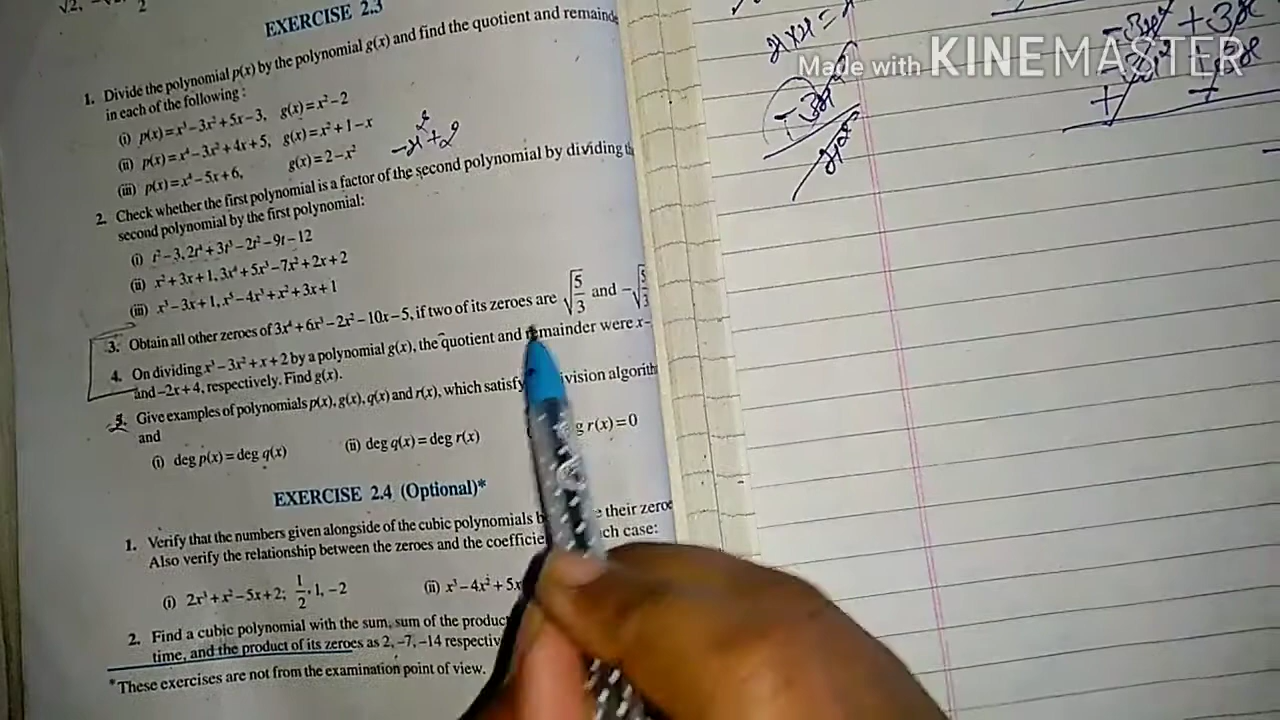 √2,
2
EXERCISE 2.3
1. Divide the polynomial p(x) by the polynomial g(x) and find the quotient and remainde
in each of the following :
(i) p(x) = x³ – 3x² + 5x – 3, g(x) = x² – 2
(ii) p(x) = x⁴ – 3x² + 4x + 5, g(x) = x² + 1 – x
(iii) p(x) = x⁴ – 5x + 6, g(x) = 2 – x²
-x² + 2
2. Check whether the first polynomial is a factor of the second polynomial by dividing t
second polynomial by the first polynomial:
(i) t² – 3, 2t⁴ + 3t³ – 2t² – 9t – 12
(ii) x² + 3x + 1, 3x⁴ + 5x³ – 7x² + 2x + 2
(iii) x³ – 3x + 1, x⁵ – 4x³ + x² + 3x + 1
3. Obtain all other zeroes of 3x⁴ + 6x³ – 2x² – 10x – 5, if two of its zeroes are √5/3 and –√5/3
4. On dividing x³ – 3x² + x + 2 by a polynomial g(x), the quotient and remainder were x –
and –2x + 4, respectively. Find g(x).
5. Give examples of polynomials p(x), g(x), q(x) and r(x), which satisfy ivision algorith
and
(i) deg p(x) = deg q(x) (ii) deg q(x) = deg r(x) g r(x) = 0
EXERCISE 2.4 (Optional)*
1. Verify that the numbers given alongside of the cubic polynomials b e their zeroe
Also verify the relationship between the zeroes and the coefficie ch case:
(i) 2x³ + x² – 5x + 2; 1/2, 1, –2 (ii) x³ – 4x² + 5x
2. Find a cubic polynomial with the sum, sum of the produc
time, and the product of its zeroes as 2, –7, –14 respectiv
*These exercises are not from the examination point of view.
Made with KINEMASTER